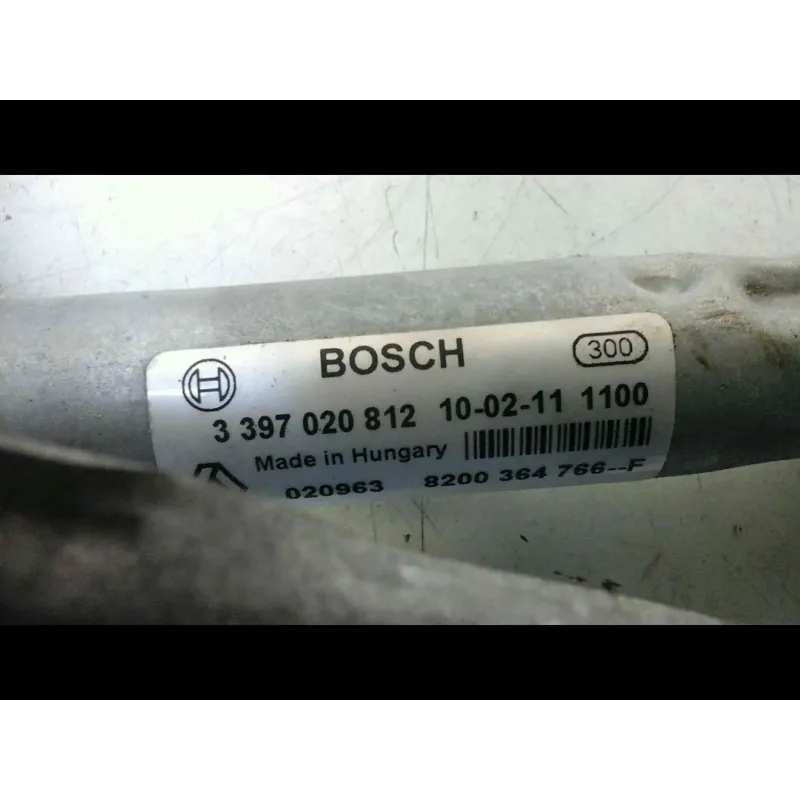 BOSCH 300
3 397 020 812 10-02-11 1100
Made in Hungary
020963 8200 364 766--F